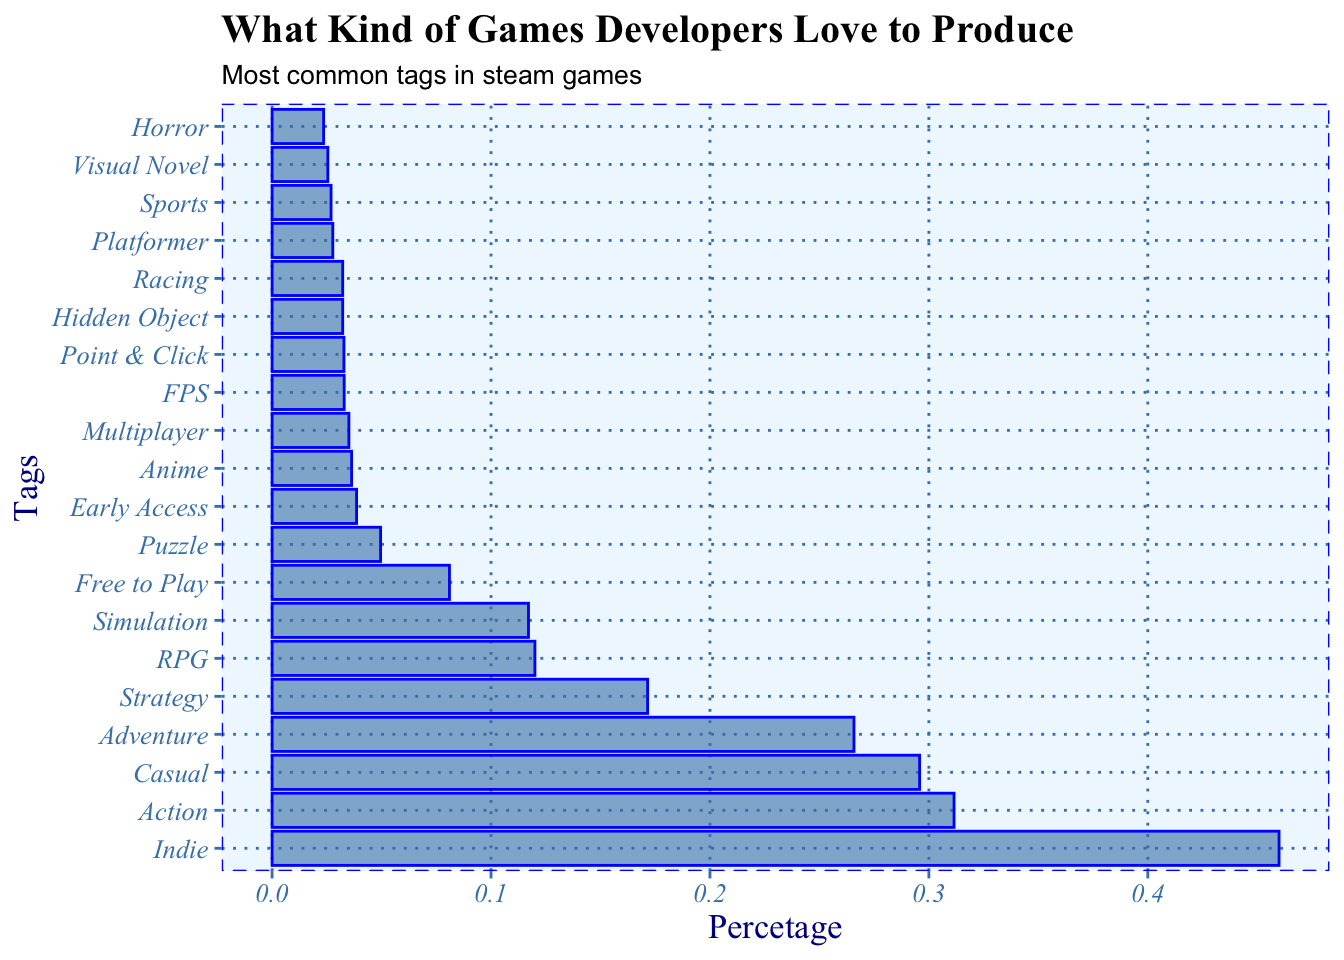 What Kind of Games Developers Love to Produce
Most common tags in steam games
Horror
Visual Novel
Sports
Platformer
Racing
Hidden Object
Point & Click
FPS
Multiplayer
Anime
Early Access
Puzzle
Free to Play
Simulation
RPG
Strategy
Adventure
Casual
Action
Indie
Tags
0.0 0.1 0.2 0.3 0.4
Percetage